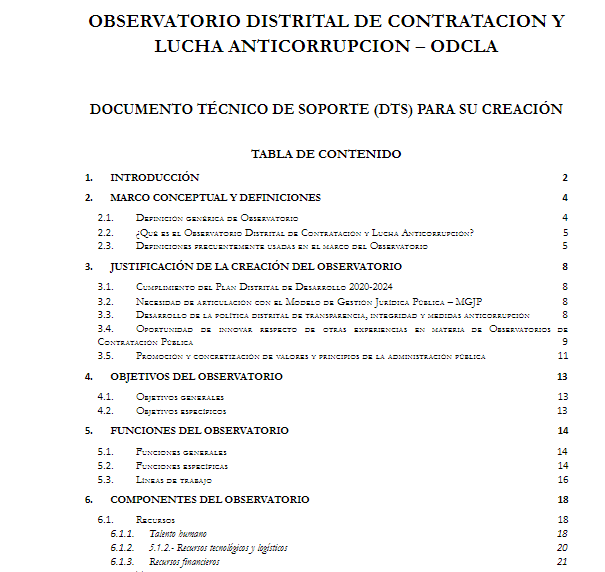 OBSERVATORIO DISTRITAL DE CONTRATACION Y
LUCHA ANTICORRUPCION – ODCLA
DOCUMENTO TÉCNICO DE SOPORTE (DTS) PARA SU CREACIÓN
TABLA DE CONTENIDO
1. INTRODUCCIÓN 2
2. MARCO CONCEPTUAL Y DEFINICIONES 4
2.1. Definición genérica de Observatorio 4
2.2. ¿Qué es el Observatorio Distrital de Contratación y Lucha Anticorrupción? 5
2.3. Definiciones frecuentemente usadas en el marco del Observatorio 5
3. JUSTIFICACIÓN DE LA CREACIÓN DEL OBSERVATORIO 8
3.1. Cumplimiento del Plan Distrital de Desarrollo 2020-2024 8
3.2. Necesidad de articulación con el Modelo de Gestión Jurídica Pública – MGJP 8
3.3. Desarrollo de la política distrital de transparencia, integridad y medidas anticorrupción 8
3.4. Oportunidad de innovar respecto de otras experiencias en materia de Observatorios de
Contratación Pública 9
3.5. Promoción y concretización de valores y principios de la administración pública 11
4. OBJETIVOS DEL OBSERVATORIO 13
4.1. Objetivos generales 13
4.2. Objetivos específicos 13
5. FUNCIONES DEL OBSERVATORIO 14
5.1. Funciones generales 14
5.2. Funciones específicas 14
5.3. Líneas de trabajo 16
6. COMPONENTES DEL OBSERVATORIO 18
6.1. Recursos 18
6.1.1. Talento humano 18
6.1.2. 5.1.2.- Recursos tecnológicos y logísticos 20
6.1.3. Recursos financieros 21